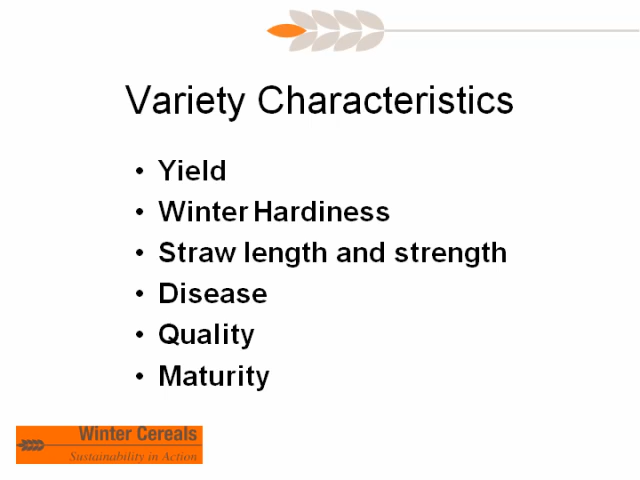 Variety Characteristics
• Yield
• Winter Hardiness
• Straw length and strength
• Disease
• Quality
• Maturity
Winter Cereals
Sustainability in Action